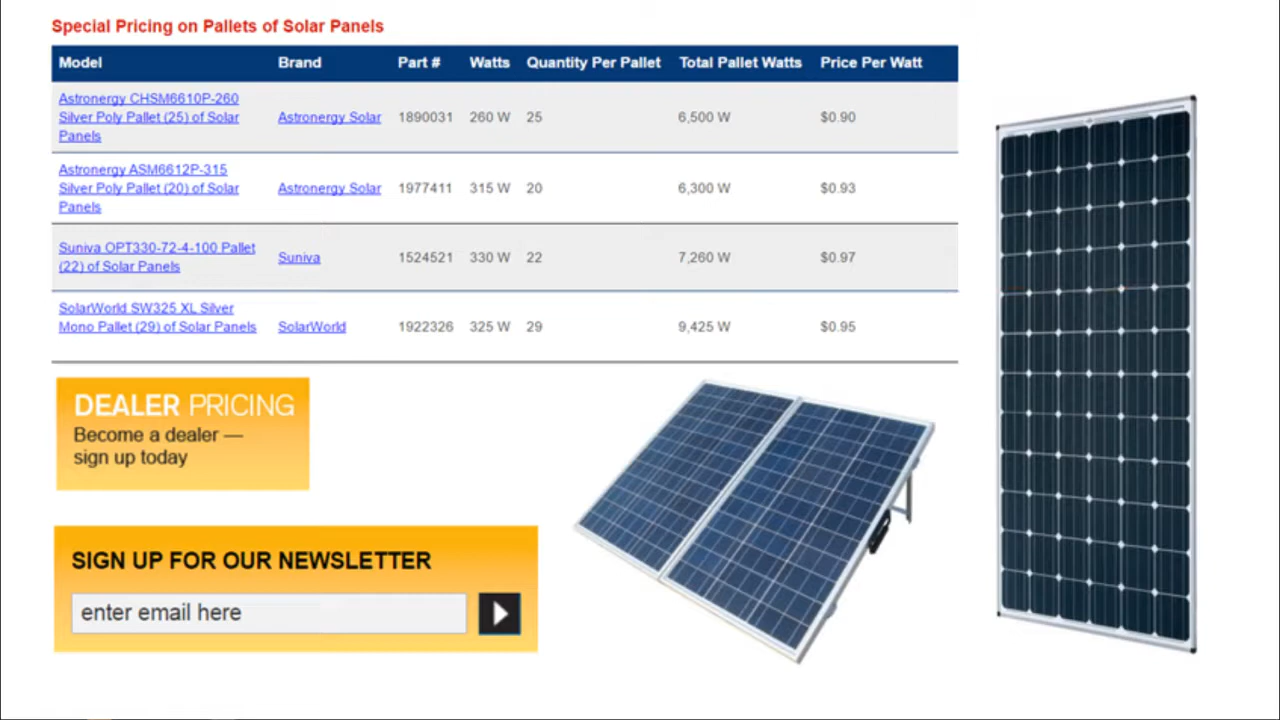 Special Pricing on Pallets of Solar Panels
Model Brand Part # Watts Quantity Per Pallet Total Pallet Watts Price Per Watt
Astronergy CHSM6610P-260
Silver Poly Pallet (25) of Solar Astronergy Solar 1890031 260 W 25 6,500 W $0.90
Panels
Astronergy ASM6612P-315
Silver Poly Pallet (20) of Solar Astronergy Solar 1977411 315 W 20 6,300 W $0.93
Panels
Suniva OPT330-72-4-100 Pallet
(22) of Solar Panels Suniva 1524521 330 W 22 7,260 W $0.97
SolarWorld SW325 XL Silver
Mono Pallet (29) of Solar Panels SolarWorld 1922326 325 W 29 9,425 W $0.95
DEALER PRICING
Become a dealer —
sign up today
SIGN UP FOR OUR NEWSLETTER
enter email here